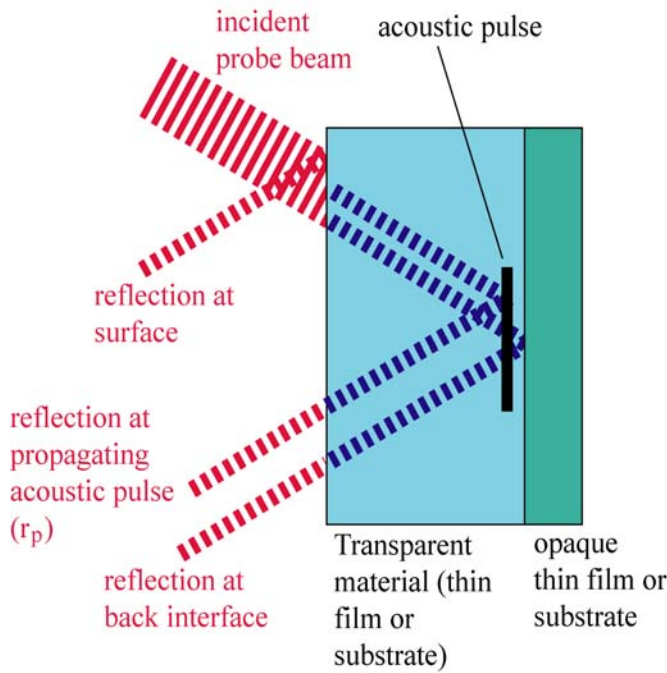 incident
probe beam
acoustic pulse
reflection at
surface
reflection at
propagating
acoustic pulse
(rp)
reflection at
back interface
Transparent
material (thin
film or
substrate)
opaque
thin film or
substrate